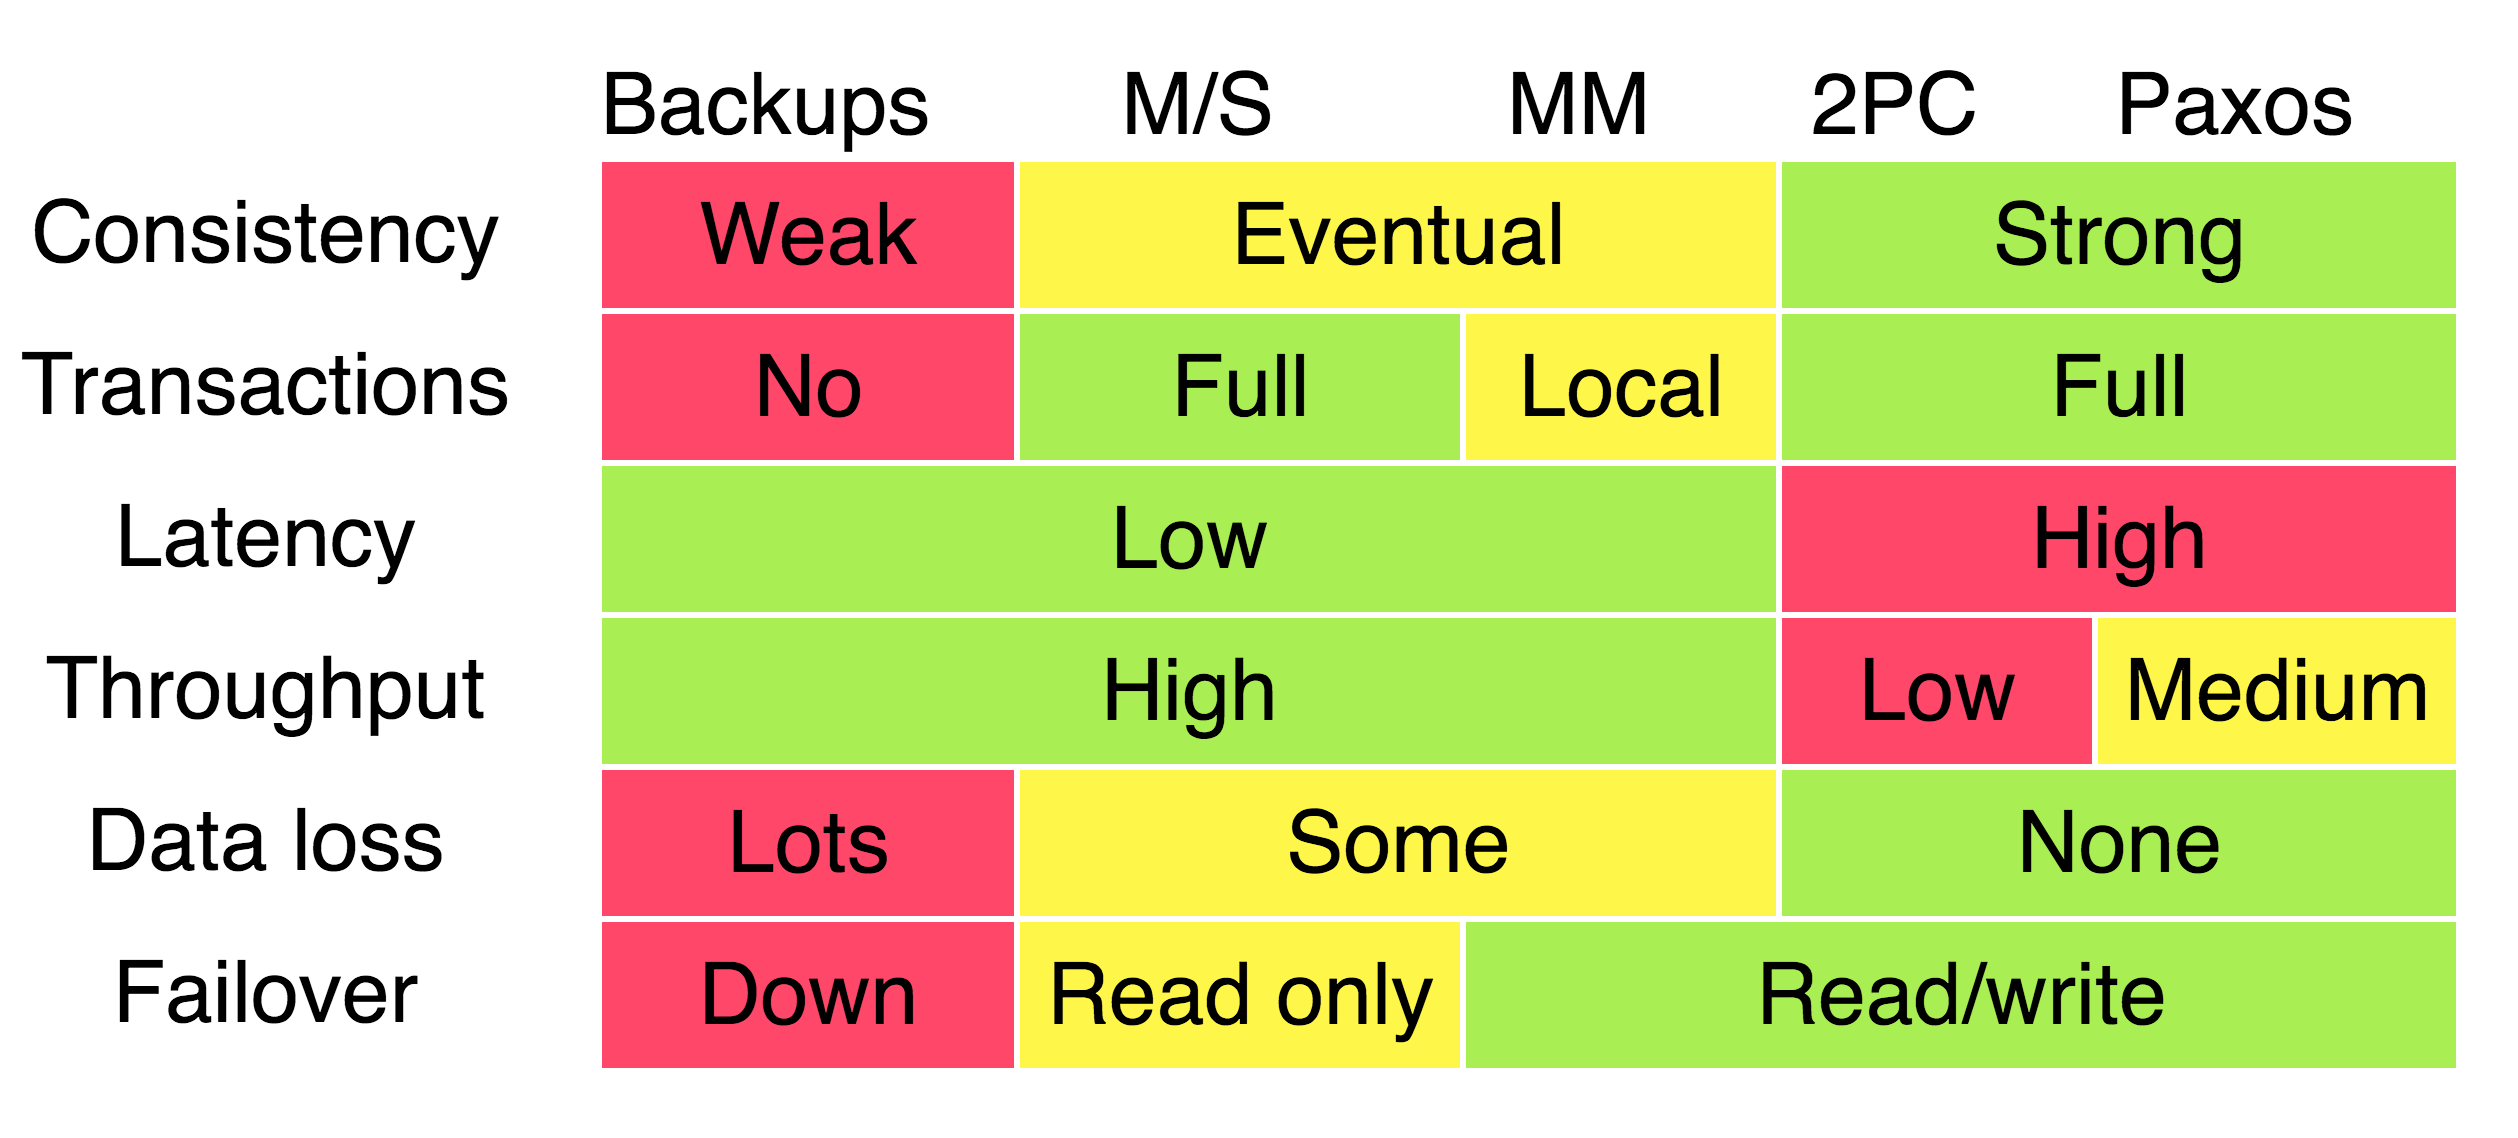 Backups M/S MM 2PC Paxos
Consistency Weak Eventual Strong
Transactions No Full Local Full
Latency Low High
Throughput High Low Medium
Data loss Lots Some None
Failover Down Read only Read/write